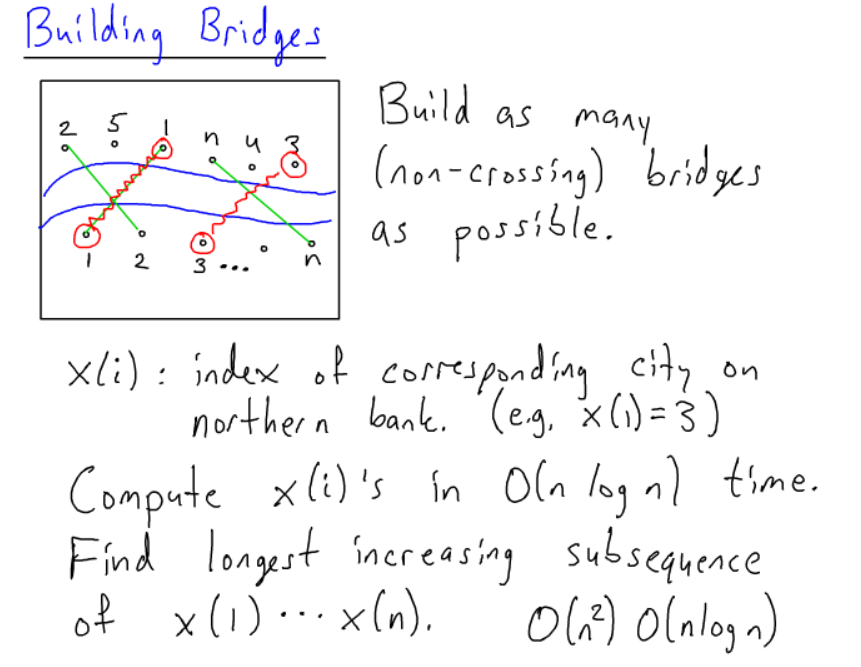 Building Bridges
2 5 1 n 4 3
1 2 3 ... n
Build as many
(non-crossing) bridges
as possible.
x(i) : index of corresponding city on
northern bank. (e.g. x(1) = 3)
Compute x(i)'s in O(n log n) time.
Find longest increasing subsequence
of x(1) ... x(n). O(n²) O(n log n)